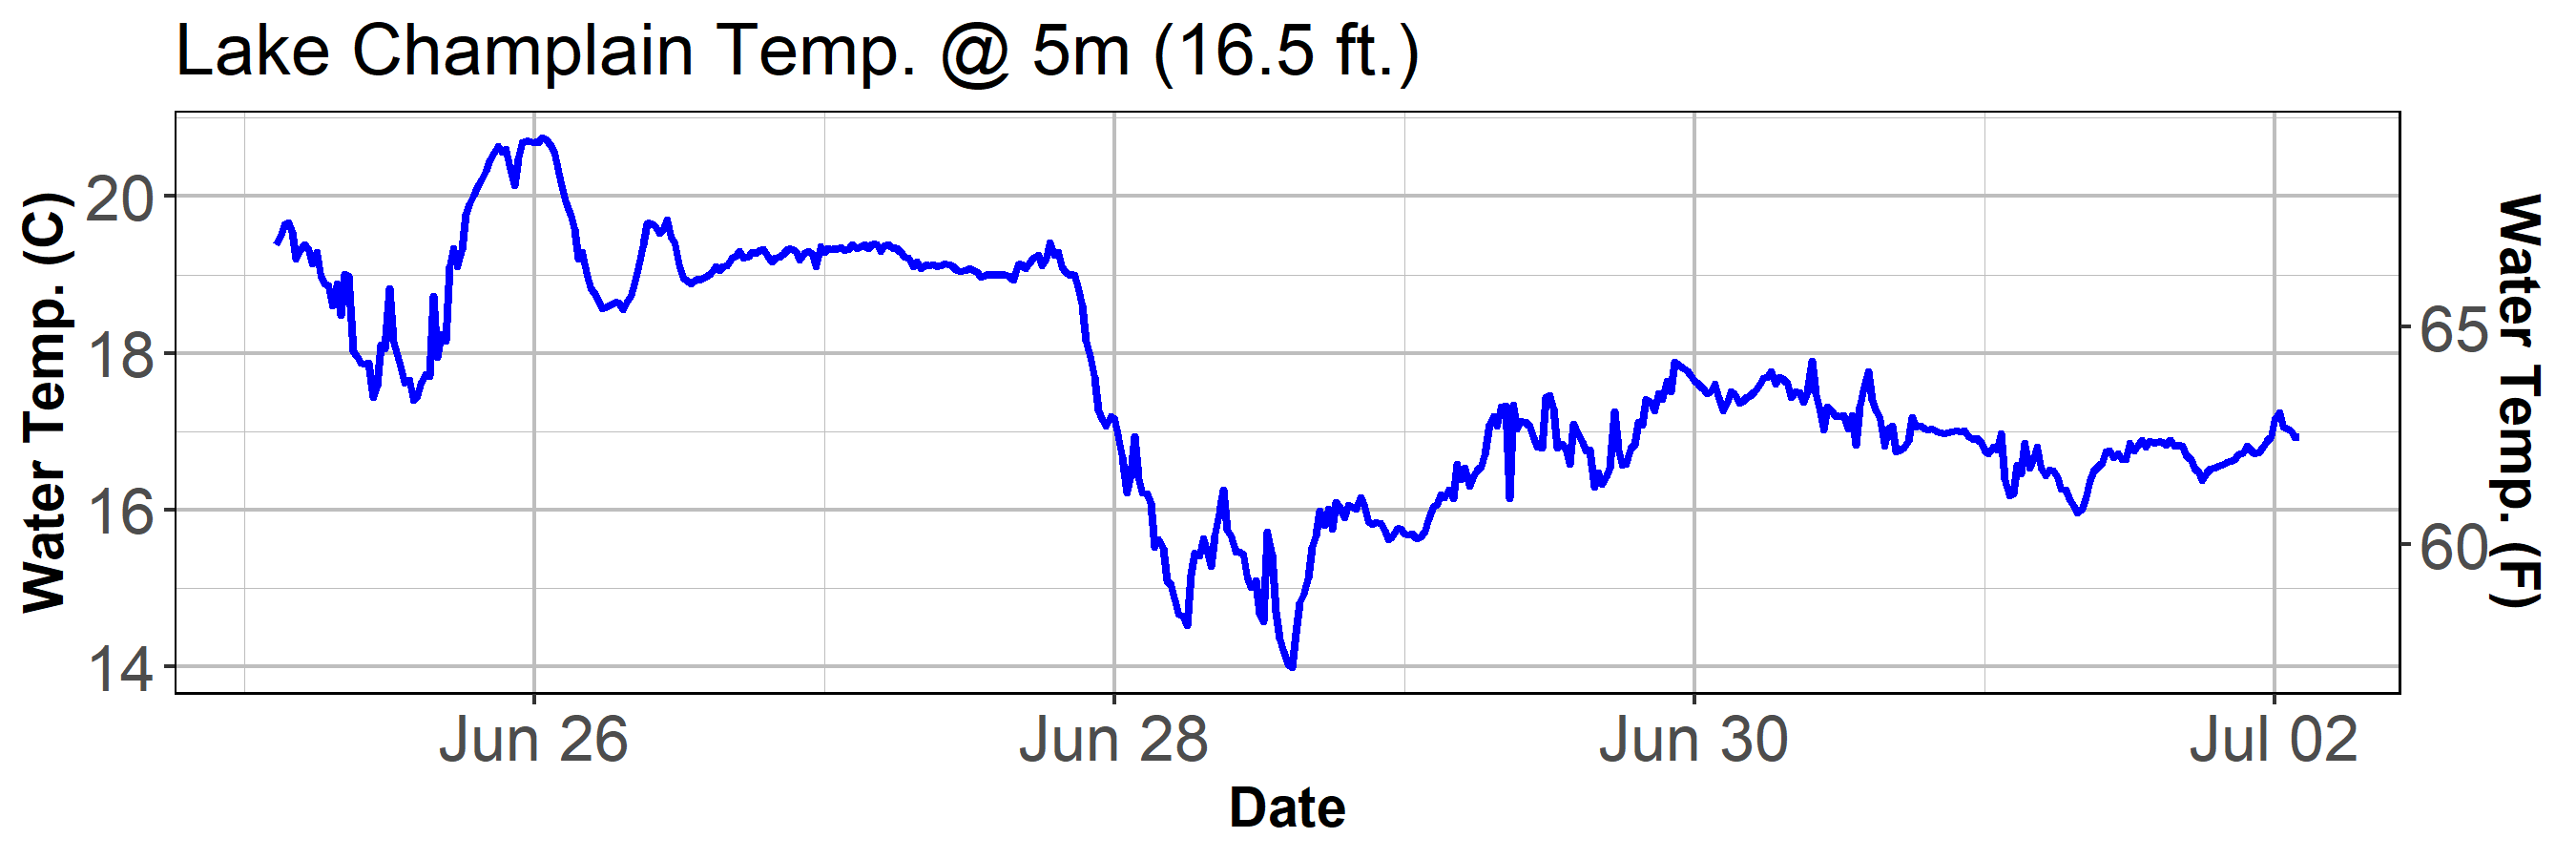 Lake Champlain Temp. @ 5m (16.5 ft.)
Water Temp. (C)
20
18
16
14
65
60
Water Temp. (F)
Jun 26
Jun 28
Jun 30
Jul 02
Date